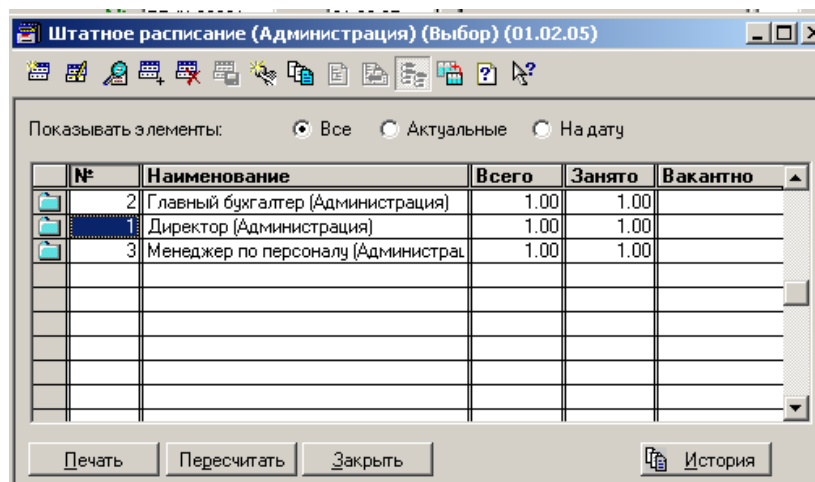 Штатное расписание (Администрация) (Выбор) (01.02.05)
Показывать элементы: Все Актуальные На дату
№ Наименование Всего Занято Вакантно
2 Главный бухгалтер (Администрация) 1.00 1.00
1 Директор (Администрация) 1.00 1.00
3 Менеджер по персоналу (Администрац 1.00 1.00
Печать Пересчитать Закрыть История